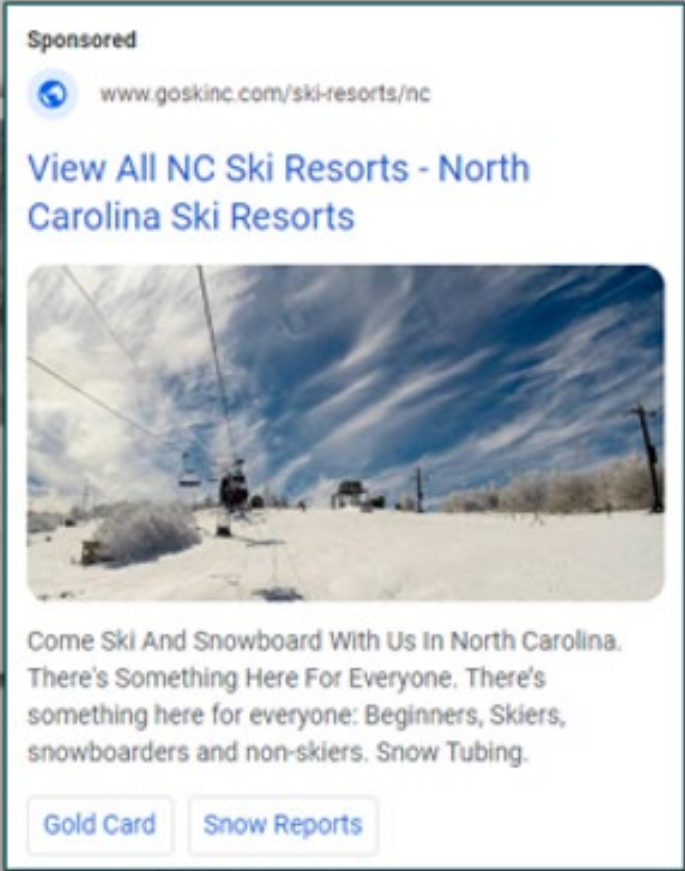 Sponsored
www.goskinc.com/ski-resorts/nc
View All NC Ski Resorts - North
Carolina Ski Resorts
Come Ski And Snowboard With Us In North Carolina.
There's Something Here For Everyone. There's
something here for everyone: Beginners, Skiers,
snowboarders and non-skiers. Snow Tubing.
Gold Card
Snow Reports